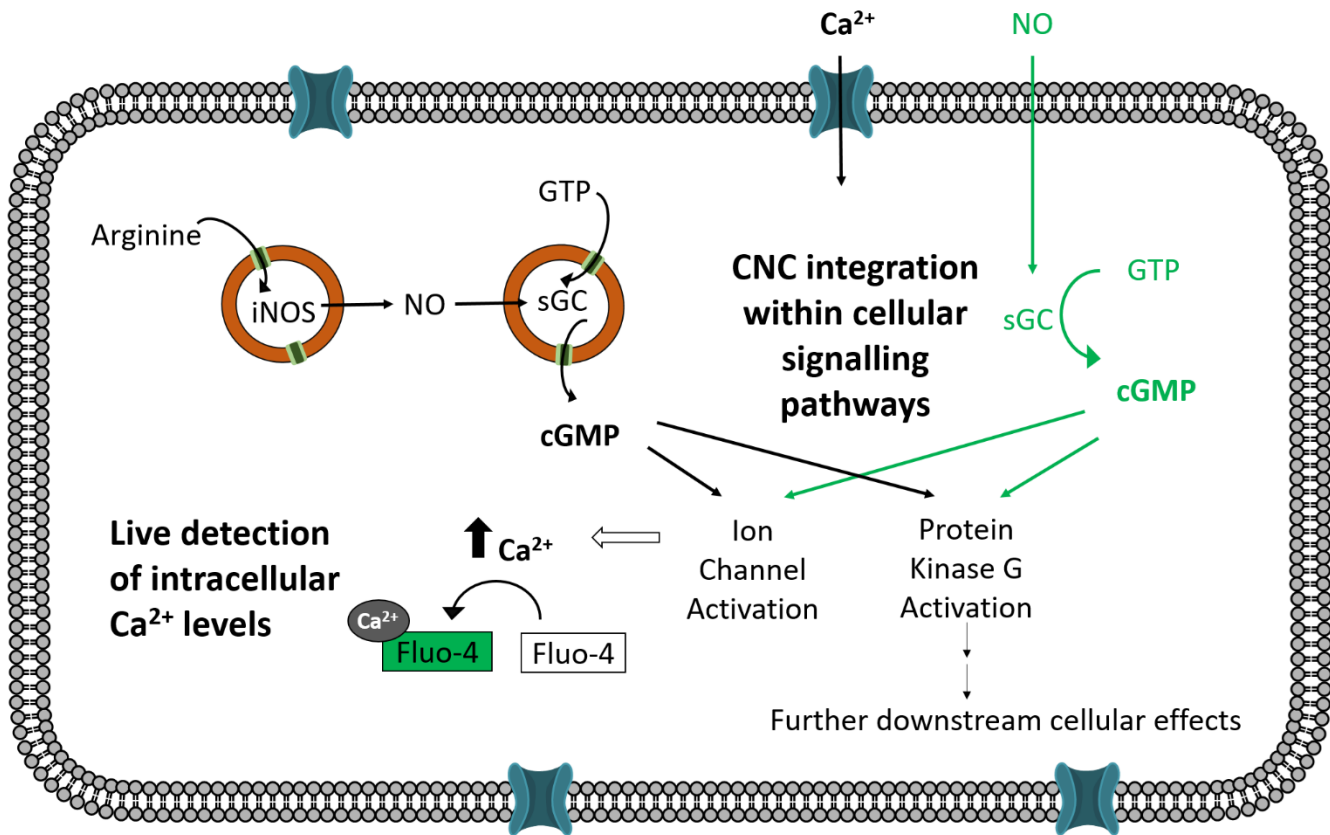 Ca²⁺
NO
GTP
Arginine
iNOS
NO
sGC
cGMP
CNC integration
within cellular
signalling
pathways
GTP
sGC
cGMP
Live detection
of intracellular
Ca²⁺ levels
Ca²⁺
Ca²⁺
Fluo-4
Fluo-4
Ion
Channel
Activation
Protein
Kinase G
Activation
Further downstream cellular effects